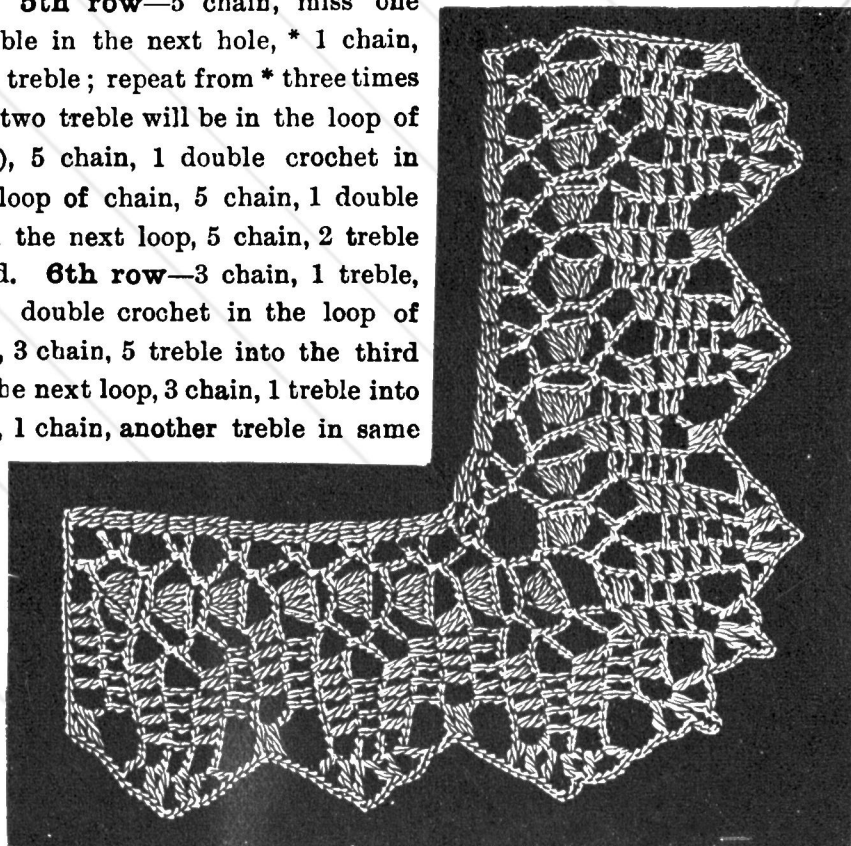 5th row—5 chain, miss one
ble in the next hole, * 1 chain,
treble ; repeat from * three times
two treble will be in the loop of
), 5 chain, 1 double crochet in
loop of chain, 5 chain, 1 double
the next loop, 5 chain, 2 treble
d. 6th row—3 chain, 1 treble,
double crochet in the loop of
, 3 chain, 5 treble into the third
he next loop, 3 chain, 1 treble into
, 1 chain, another treble in same